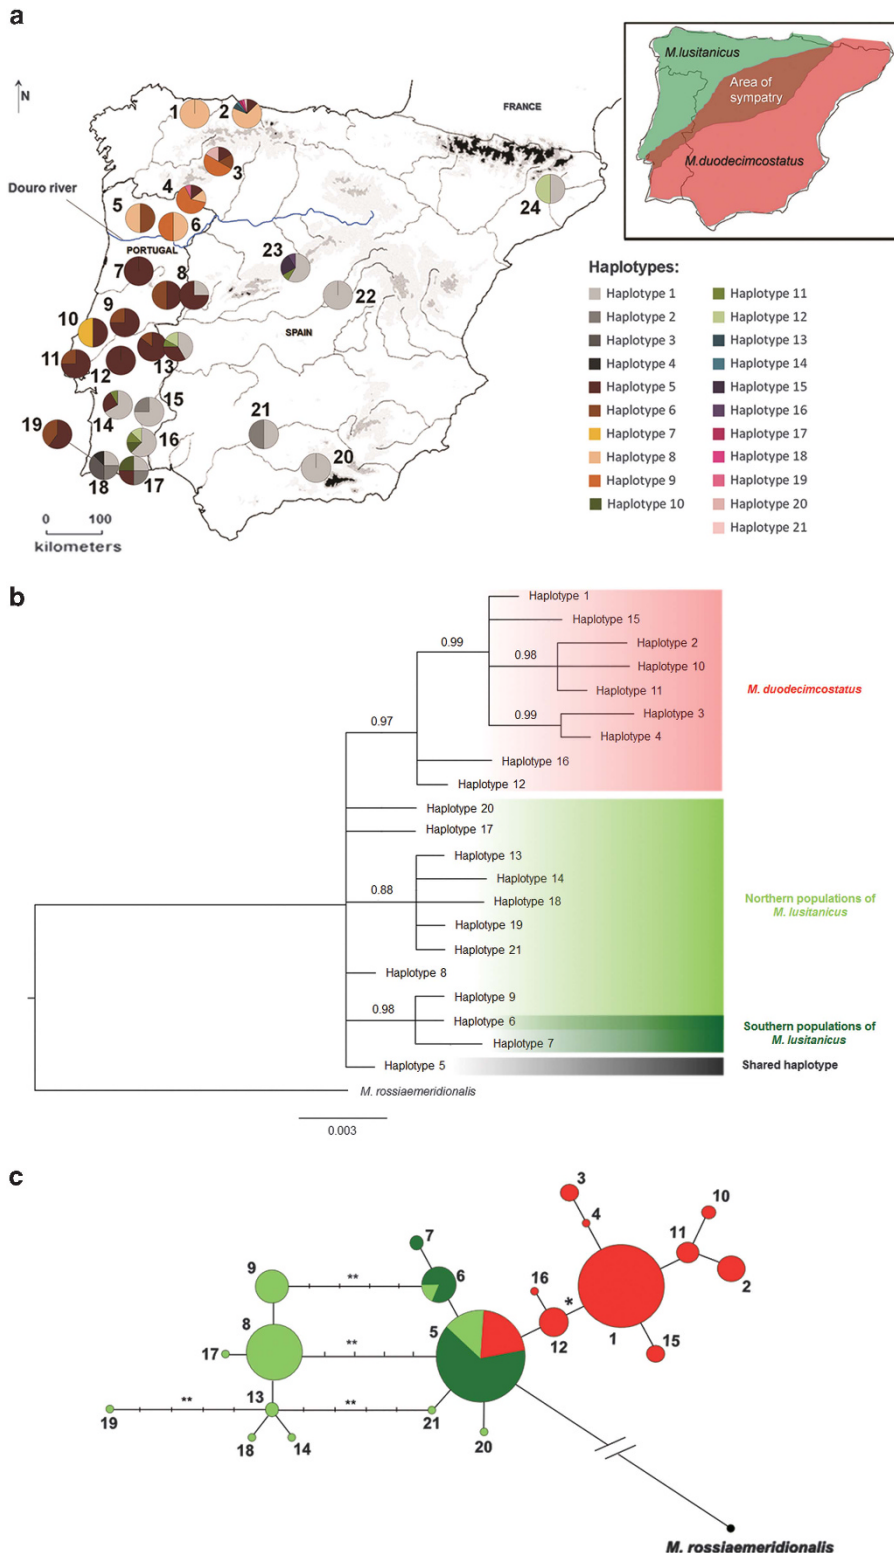 a
N
FRANCE
Douro river
PORTUGAL
SPAIN
1
2
3
4
5
6
7
8
9
10
11
12
13
14
15
16
17
18
19
20
21
22
23
24
0 100
kilometers
M.lusitanicus
Area of
sympatry
M.duodecimcostatus
Haplotypes:
Haplotype 1
Haplotype 2
Haplotype 3
Haplotype 4
Haplotype 5
Haplotype 6
Haplotype 7
Haplotype 8
Haplotype 9
Haplotype 10
Haplotype 11
Haplotype 12
Haplotype 13
Haplotype 14
Haplotype 15
Haplotype 16
Haplotype 17
Haplotype 18
Haplotype 19
Haplotype 20
Haplotype 21
b
Haplotype 1
Haplotype 15
0.99
Haplotype 2
0.98
Haplotype 10
Haplotype 11
M. duodecimcostatus
Haplotype 3
0.99
Haplotype 4
0.97
Haplotype 16
Haplotype 12
Haplotype 20
Haplotype 17
Haplotype 13
Haplotype 14
0.88
Haplotype 18
Haplotype 19
Haplotype 21
Northern populations of
M. lusitanicus
Haplotype 8
Haplotype 9
0.98
Haplotype 6
Haplotype 7
Southern populations of
M. lusitanicus
Haplotype 5
Shared haplotype
M. rossiaemeridionalis
0.003
c
3
10
4
7
11
9
6
16
2
**
*
8
5
12
1
15
17
**
13
19
**
**
21
18
14
20
M. rossiaemeridionalis